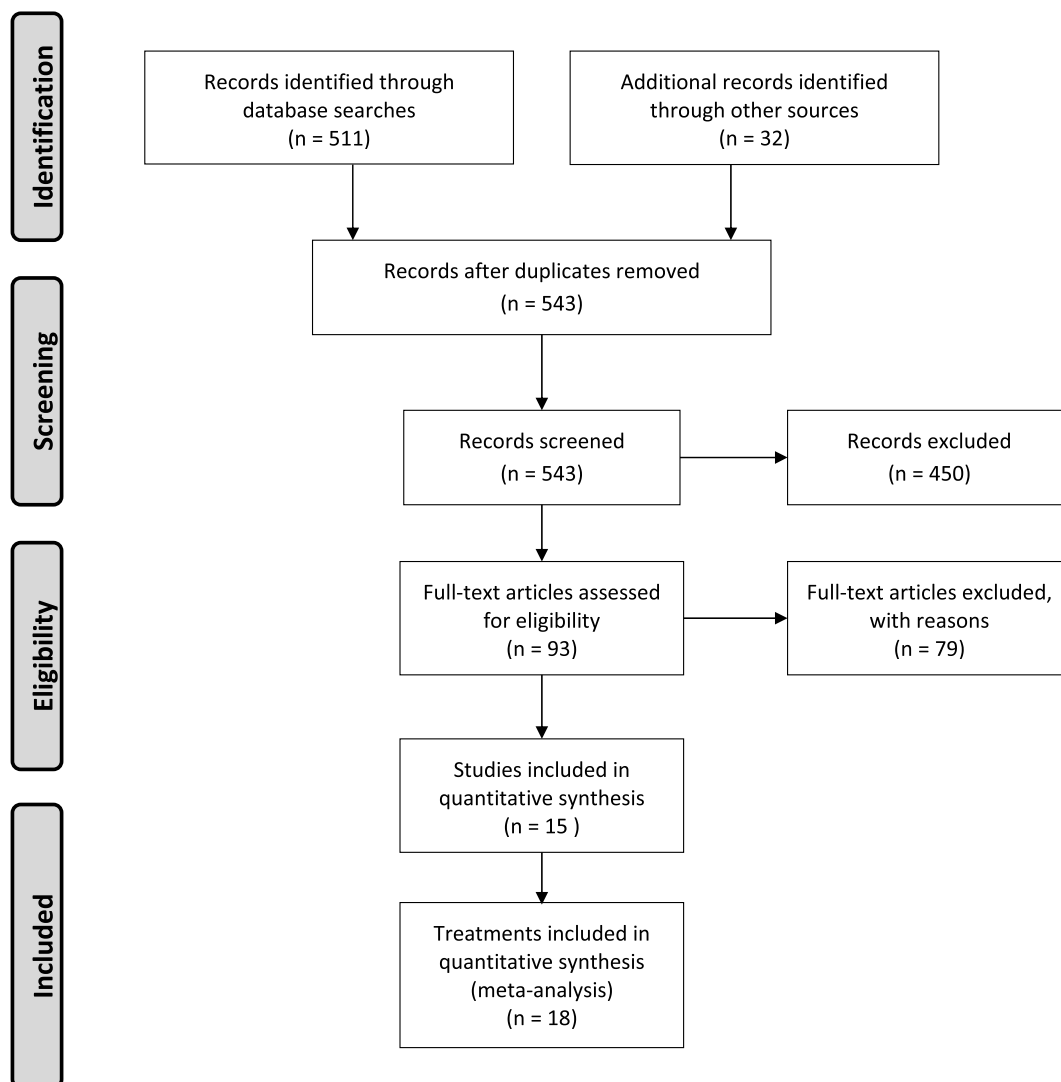 Identification
Records identified through
database searches
(n = 511)
Additional records identified
through other sources
(n = 32)
Records after duplicates removed
(n = 543)
Screening
Records screened
(n = 543)
Records excluded
(n = 450)
Eligibility
Full-text articles assessed
for eligibility
(n = 93)
Full-text articles excluded,
with reasons
(n = 79)
Studies included in
quantitative synthesis
(n = 15 )
Included
Treatments included in
quantitative synthesis
(meta-analysis)
(n = 18)